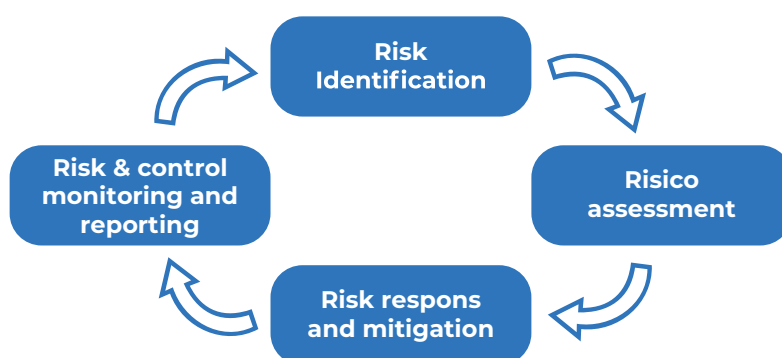 Risk
Identification
Risico
assessment
Risk respons
and mitigation
Risk & control
monitoring and
reporting